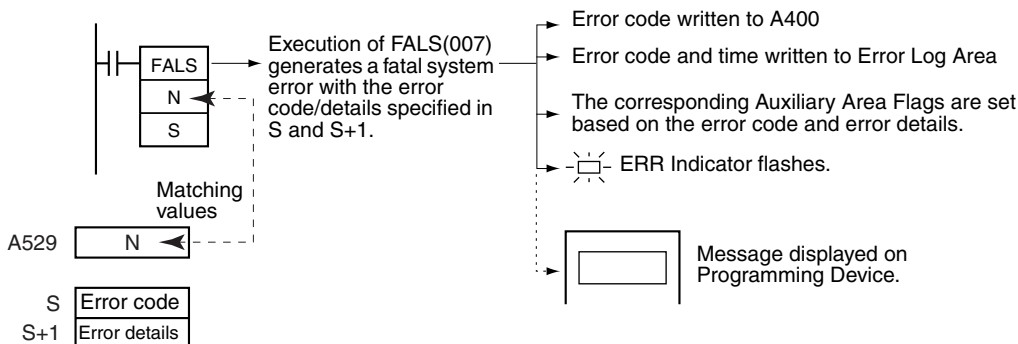 FALS
N
S
Execution of FALS(007)
generates a fatal system
error with the error
code/details specified in
S and S+1.
Error code written to A400
Error code and time written to Error Log Area
The corresponding Auxiliary Area Flags are set
based on the error code and error details.
ERR Indicator flashes.
Matching
values
A529 N
Message displayed on
Programming Device.
S Error code
S+1 Error details